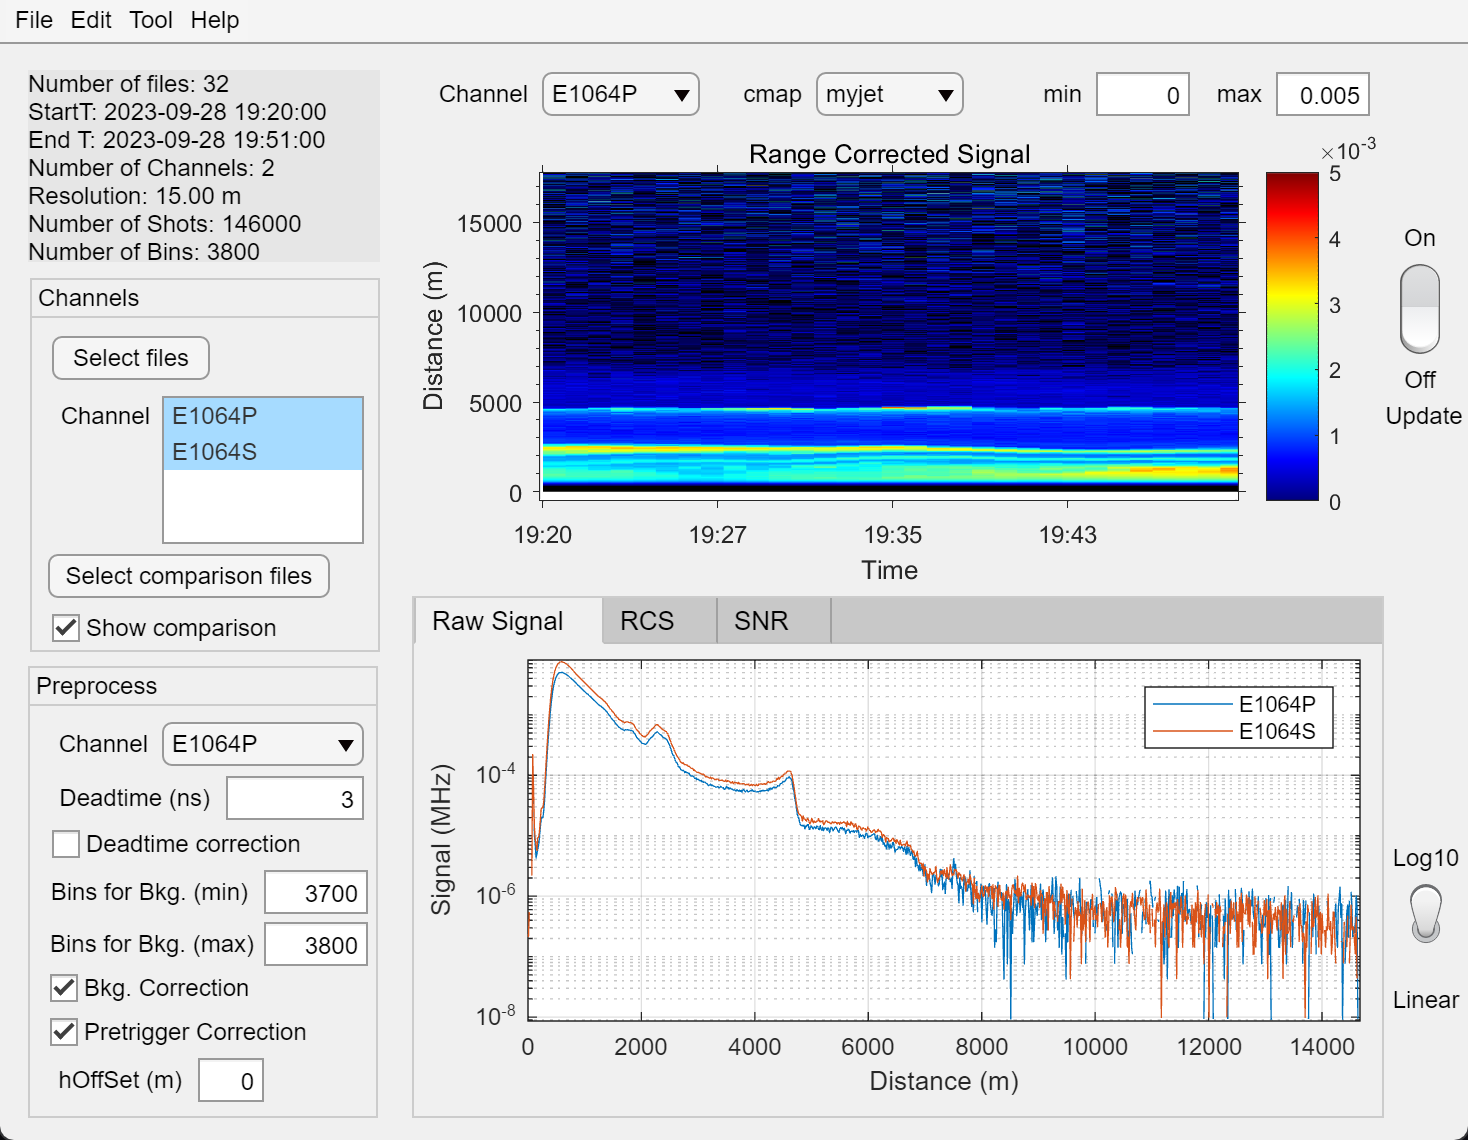 File Edit Tool Help
Number of files: 32
StartT: 2023-09-28 19:20:00
End T: 2023-09-28 19:51:00
Number of Channels: 2
Resolution: 15.00 m
Number of Shots: 146000
Number of Bins: 3800
Channels
Select files
Channel
E1064P
E1064S
Select comparison files
Show comparison
Preprocess
Channel E1064P
Deadtime (ns) 3
Deadtime correction
Bins for Bkg. (min) 3700
Bins for Bkg. (max) 3800
Bkg. Correction
Pretrigger Correction
hOffSet (m) 0
Channel E1064P cmap myjet min 0 max 0.005
Range Corrected Signal
×10⁻³
5
4
3
2
1
0
15000
10000
5000
0
Distance (m)
19:20 19:27 19:35 19:43
Time
On
Off
Update
Raw Signal RCS SNR
E1064P
E1064S
10⁻⁴
10⁻⁶
10⁻⁸
Signal (MHz)
0 2000 4000 6000 8000 10000 12000 14000
Distance (m)
Log10
Linear